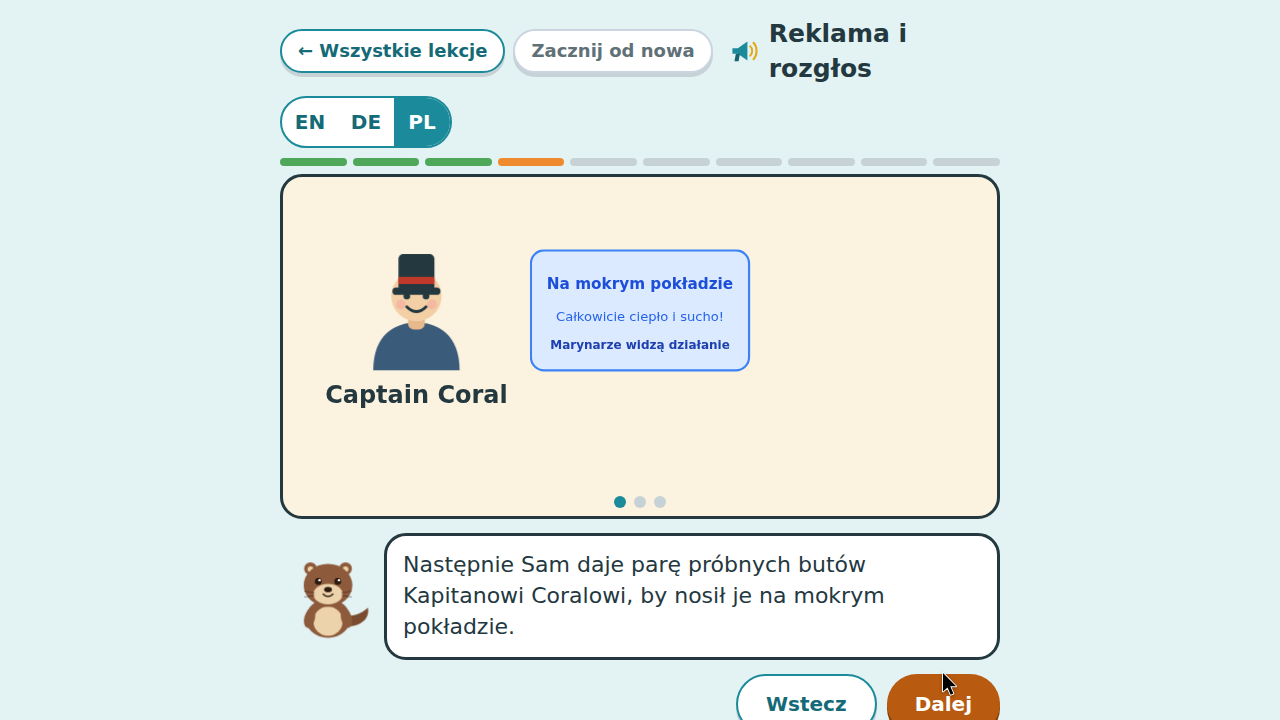 ← Wszystkie lekcje
Zacznij od nowa
Reklama i
rozgłos
EN DE PL
Na mokrym pokładzie
Całkowicie ciepło i sucho!
Marynarze widzą działanie
Captain Coral
Następnie Sam daje parę próbnych butów
Kapitanowi Coralowi, by nosił je na mokrym
pokładzie.
Wstecz
Dalej